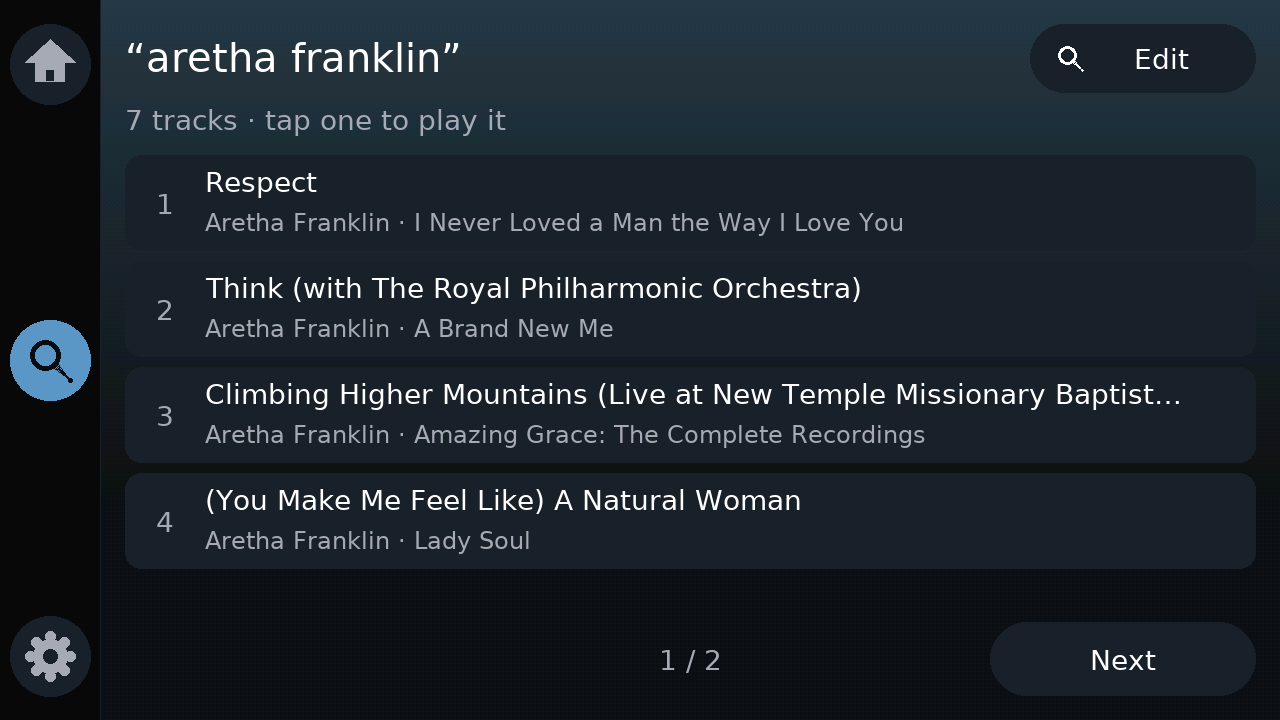 “aretha franklin”
Edit
7 tracks · tap one to play it
1
Respect
Aretha Franklin · I Never Loved a Man the Way I Love You
2
Think (with The Royal Philharmonic Orchestra)
Aretha Franklin · A Brand New Me
3
Climbing Higher Mountains (Live at New Temple Missionary Baptist…
Aretha Franklin · Amazing Grace: The Complete Recordings
4
(You Make Me Feel Like) A Natural Woman
Aretha Franklin · Lady Soul
1 / 2
Next